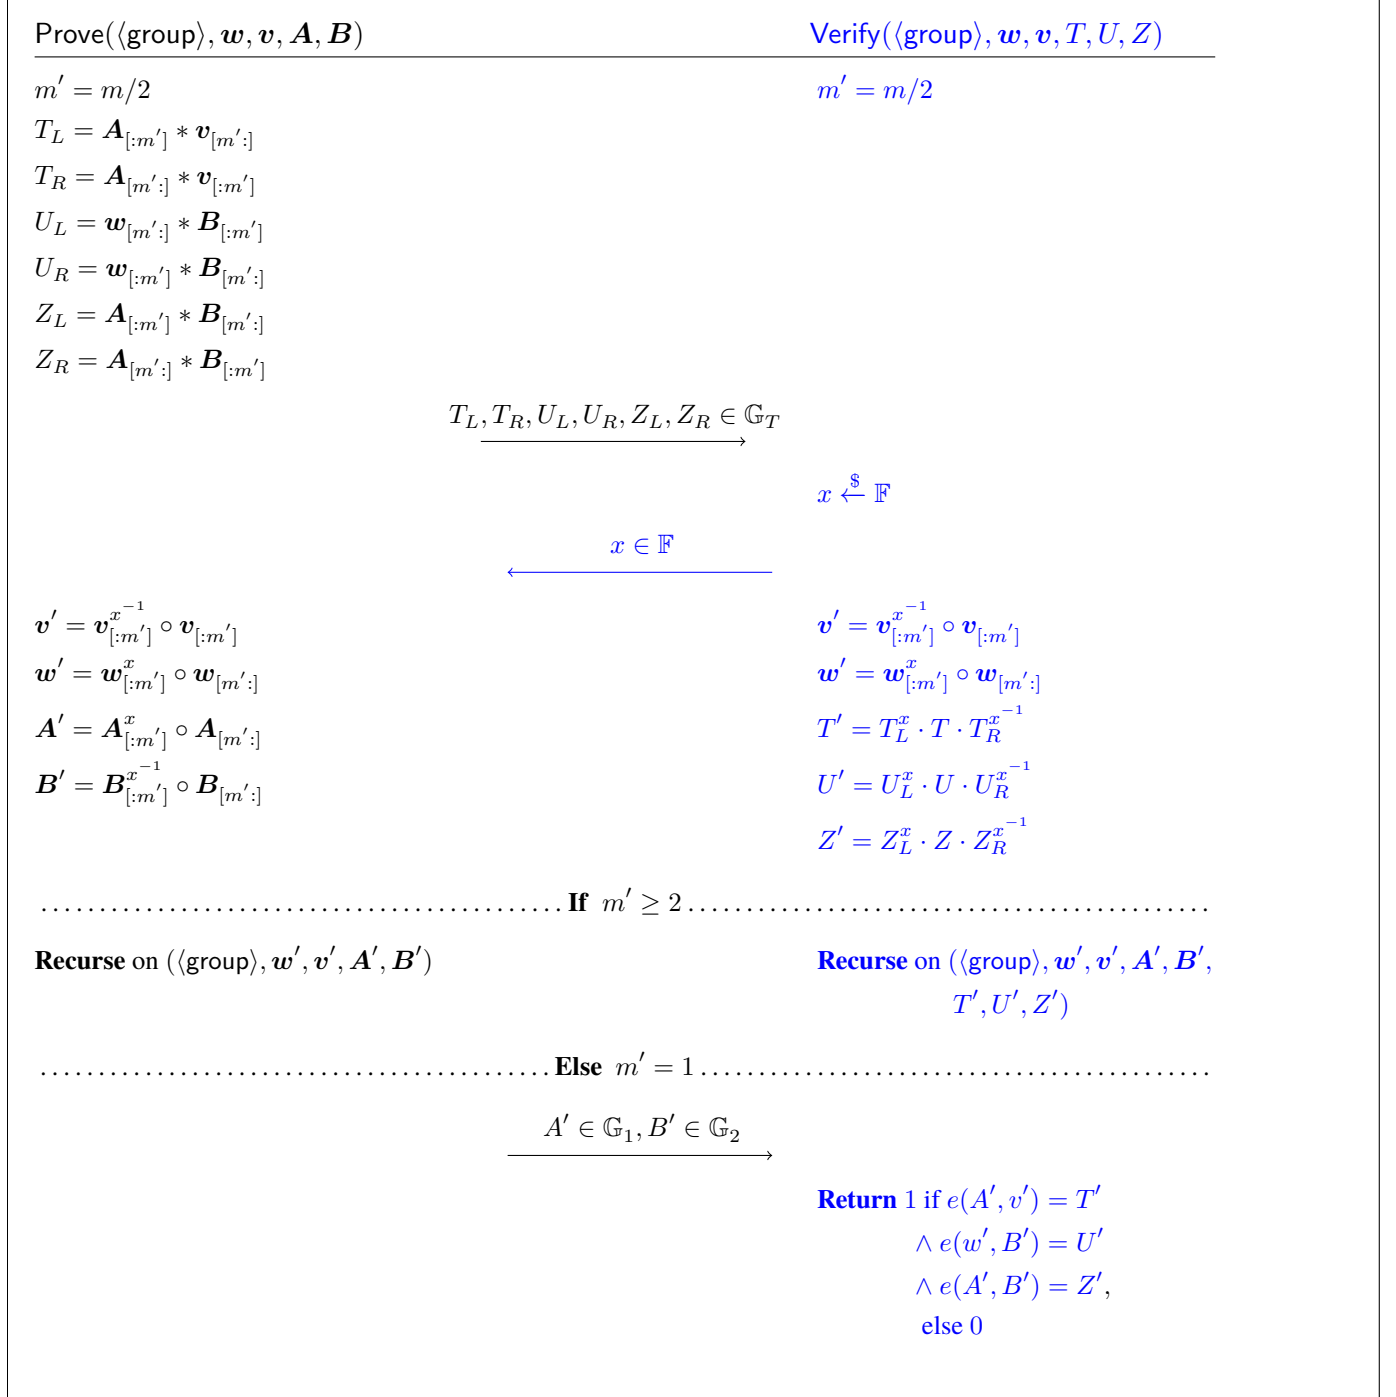 Prove(⟨group⟩, w, v, A, B) Verify(⟨group⟩, w, v, T, U, Z)
m′ = m/2 m′ = m/2
T_L = A_{[:m′]} ∗ v_{[m′:]}
T_R = A_{[m′:]} ∗ v_{[:m′]}
U_L = w_{[m′:]} ∗ B_{[:m′]}
U_R = w_{[:m′]} ∗ B_{[m′:]}
Z_L = A_{[:m′]} ∗ B_{[m′:]}
Z_R = A_{[m′:]} ∗ B_{[:m′]}
T_L, T_R, U_L, U_R, Z_L, Z_R ∈ 𝔾_T
x ←$ 𝔽
x ∈ 𝔽
v′ = v_{[:m′]}^{x^{−1}} ∘ v_{[:m′]} v′ = v_{[:m′]}^{x^{−1}} ∘ v_{[:m′]}
w′ = w_{[:m′]}^{x} ∘ w_{[m′:]} w′ = w_{[:m′]}^{x} ∘ w_{[m′:]}
A′ = A_{[:m′]}^{x} ∘ A_{[m′:]} T′ = T_L^{x} · T · T_R^{x^{−1}}
B′ = B_{[:m′]}^{x^{−1}} ∘ B_{[m′:]} U′ = U_L^{x} · U · U_R^{x^{−1}}
Z′ = Z_L^{x} · Z · Z_R^{x^{−1}}
If m′ ≥ 2
Recurse on (⟨group⟩, w′, v′, A′, B′) Recurse on (⟨group⟩, w′, v′, A′, B′,
T′, U′, Z′)
Else m′ = 1
A′ ∈ 𝔾_1, B′ ∈ 𝔾_2
Return 1 if e(A′, v′) = T′
∧ e(w′, B′) = U′
∧ e(A′, B′) = Z′,
else 0